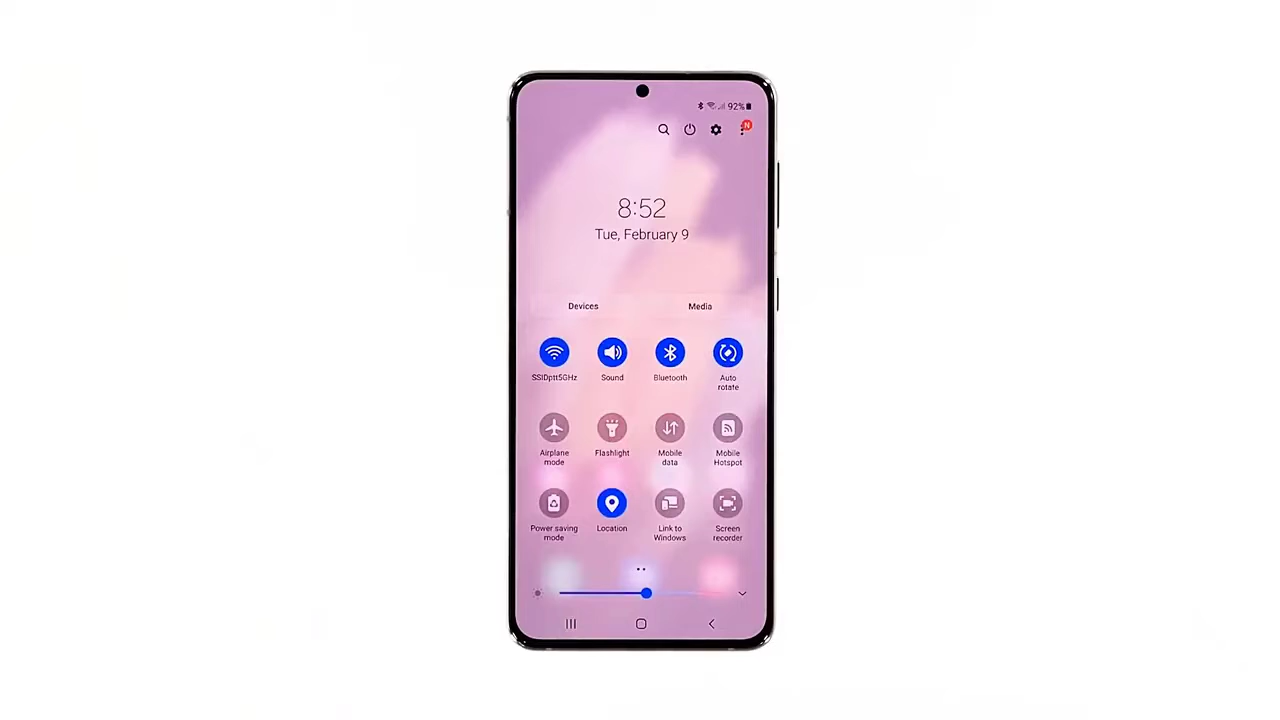 92%
N
8:52
Tue, February 9
Devices
Media
SSIDptt5GHz
Sound
Bluetooth
Auto
rotate
Airplane
mode
Flashlight
Mobile
data
Mobile
Hotspot
Power saving
mode
Location
Link to
Windows
Screen
recorder